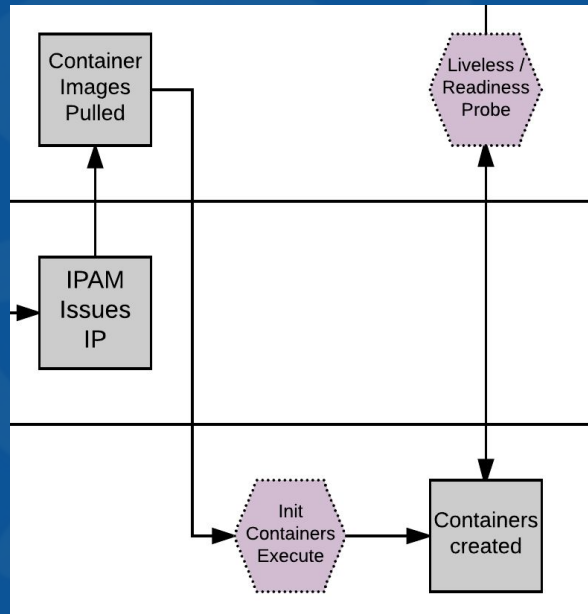 Container
Images
Pulled
Liveless /
Readiness
Probe
IPAM
Issues
IP
Init
Containers
Execute
Containers
created